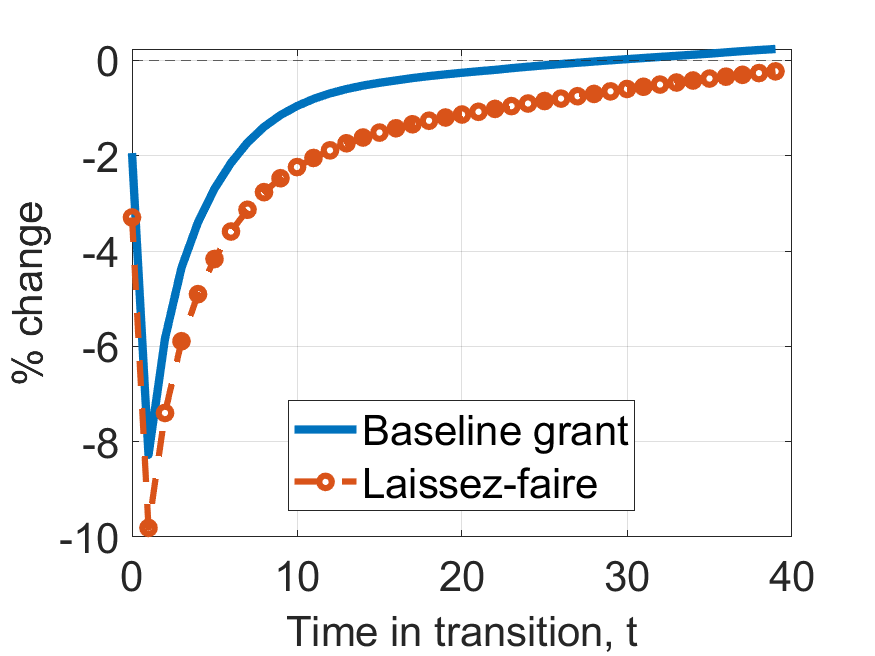 0
-2
-4
-6
-8
-10
% change
Baseline grant
Laissez-faire
0 10 20 30 40
Time in transition, t